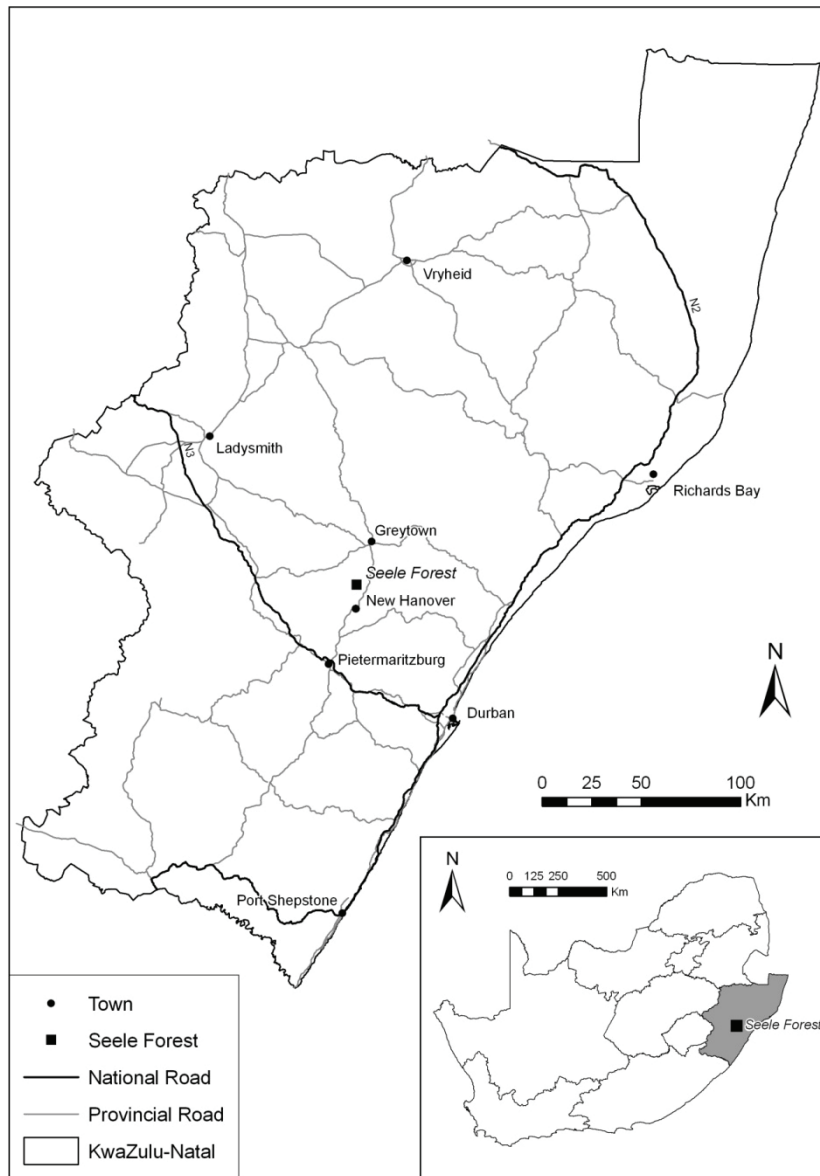 Vryheid
N2
Ladysmith
N3
Richards Bay
Greytown
Seele Forest
New Hanover
Pietermaritzburg
N
Durban
0 25 50 100
Km
Port Shepstone
N
0 125 250 500
Km
Seele Forest
Town
Seele Forest
National Road
Provincial Road
KwaZulu-Natal